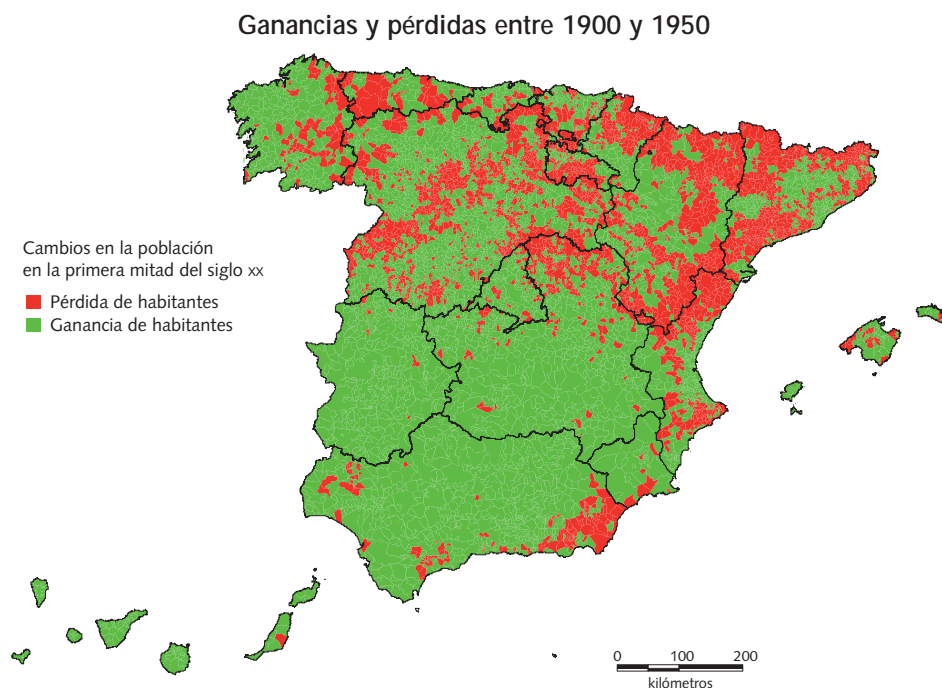 Ganancias y pérdidas entre 1900 y 1950
Cambios en la población
en la primera mitad del siglo xx
Pérdida de habitantes
Ganancia de habitantes
0 100 200
kilómetros